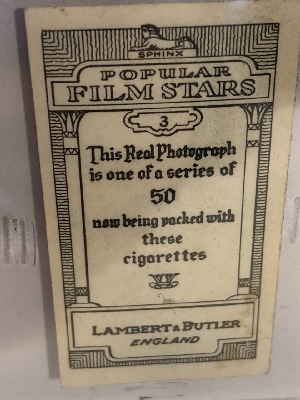 SPHINX
POPULAR
FILM STARS
3
This Real Photograph
is one of a series of
50
now being packed with
these
cigarettes
LAMBERT & BUTLER
ENGLAND